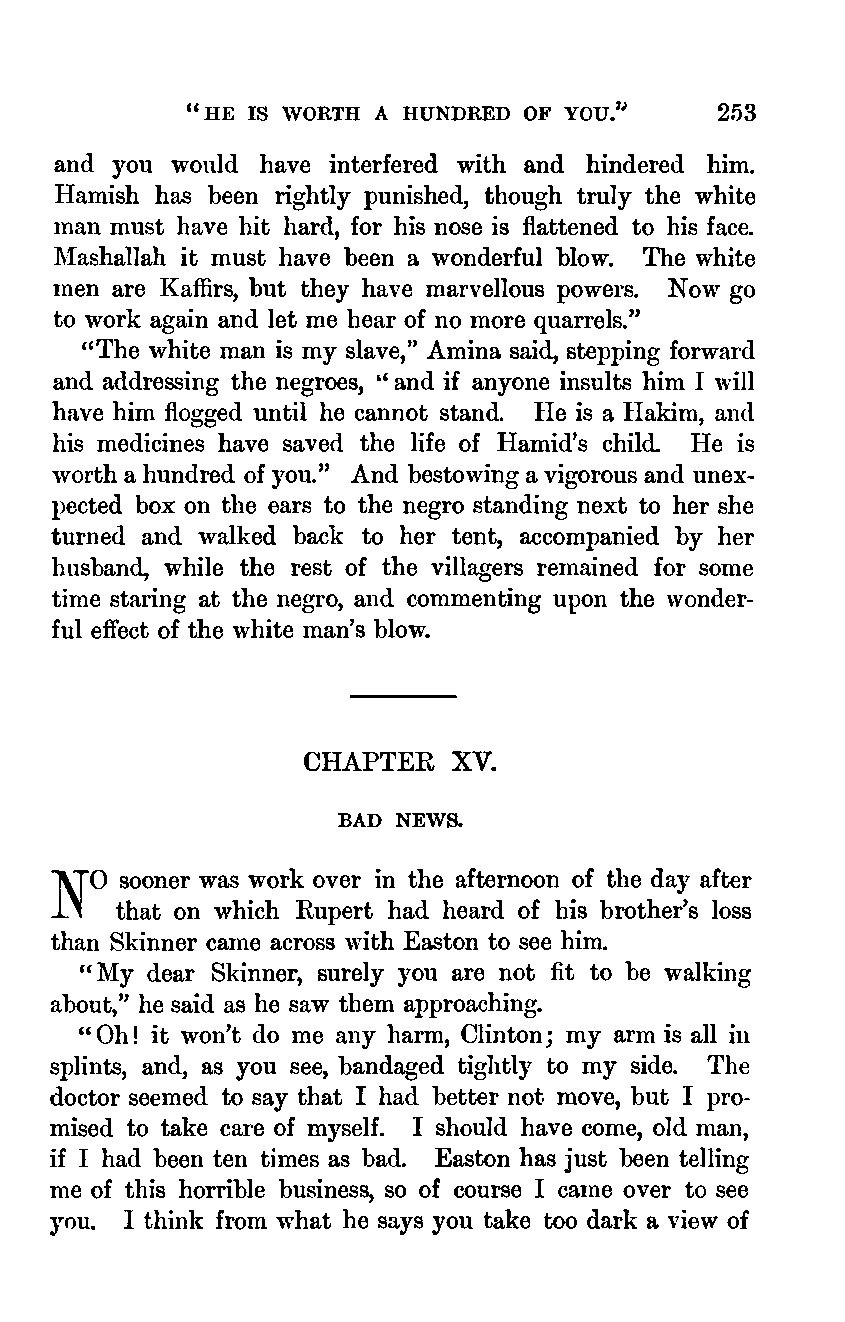 “HE IS WORTH A HUNDRED OF YOU.” 253
and you would have interfered with and hindered him.
Hamish has been rightly punished, though truly the white
man must have hit hard, for his nose is flattened to his face.
Mashallah it must have been a wonderful blow. The white
men are Kaffirs, but they have marvellous powers. Now go
to work again and let me hear of no more quarrels.”
“The white man is my slave,” Amina said, stepping forward
and addressing the negroes, “and if anyone insults him I will
have him flogged until he cannot stand. He is a Hakim, and
his medicines have saved the life of Hamid’s child. He is
worth a hundred of you.” And bestowing a vigorous and unex-
pected box on the ears to the negro standing next to her she
turned and walked back to her tent, accompanied by her
husband, while the rest of the villagers remained for some
time staring at the negro, and commenting upon the wonder-
ful effect of the white man’s blow.
CHAPTER XV.
BAD NEWS.
NO sooner was work over in the afternoon of the day after
that on which Rupert had heard of his brother’s loss
than Skinner came across with Easton to see him.
“My dear Skinner, surely you are not fit to be walking
about,” he said as he saw them approaching.
“Oh! it won’t do me any harm, Clinton; my arm is all in
splints, and, as you see, bandaged tightly to my side. The
doctor seemed to say that I had better not move, but I pro-
mised to take care of myself. I should have come, old man,
if I had been ten times as bad. Easton has just been telling
me of this horrible business, so of course I came over to see
you. I think from what he says you take too dark a view of